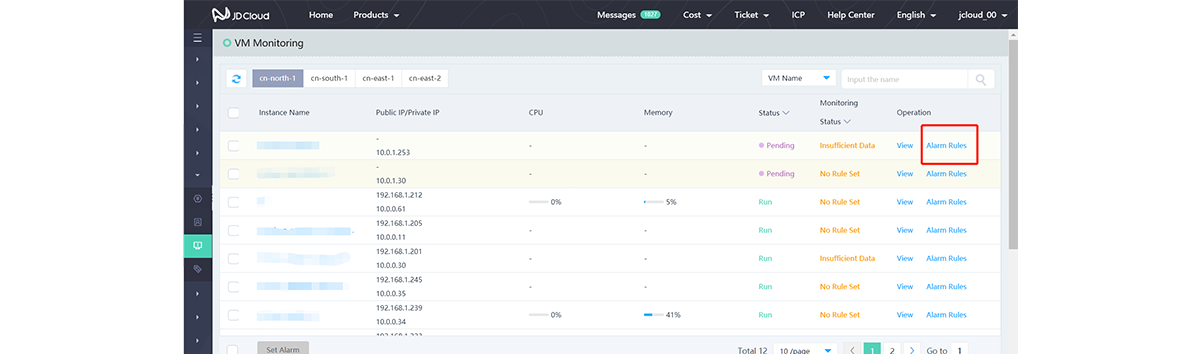 JD Cloud Home Products Messages 1827 Cost Ticket ICP Help Center English jcloud_00
VM Monitoring
cn-north-1 cn-south-1 cn-east-1 cn-east-2 VM Name Input the name
Instance Name Public IP/Private IP CPU Memory Status Monitoring Status Operation
-
10.0.1.253 - - Pending Insufficient Data View Alarm Rules
-
10.0.1.30 - - Pending No Rule Set View Alarm Rules
192.168.1.212
10.0.0.61 0% 5% Run No Rule Set View Alarm Rules
192.168.1.205
10.0.0.11 - - Run No Rule Set View Alarm Rules
192.168.1.201
10.0.0.30 - - Run Insufficient Data View Alarm Rules
192.168.1.245
10.0.0.35 - - Run No Rule Set View Alarm Rules
192.168.1.239
10.0.0.34 0% 41% Run No Rule Set View Alarm Rules
Set Alarm Total 12 10 /page 1 2 Go to 1